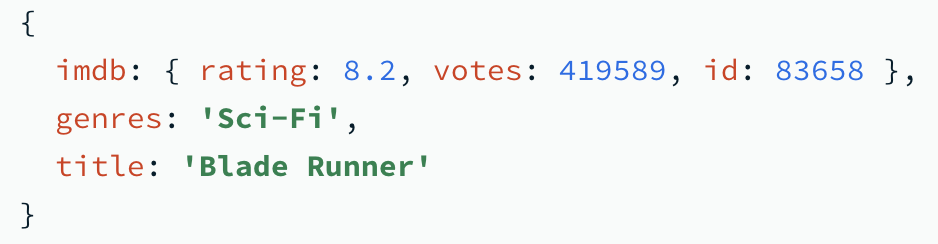 {
  imdb: { rating: 8.2, votes: 419589, id: 83658 },
  genres: 'Sci-Fi',
  title: 'Blade Runner'
}